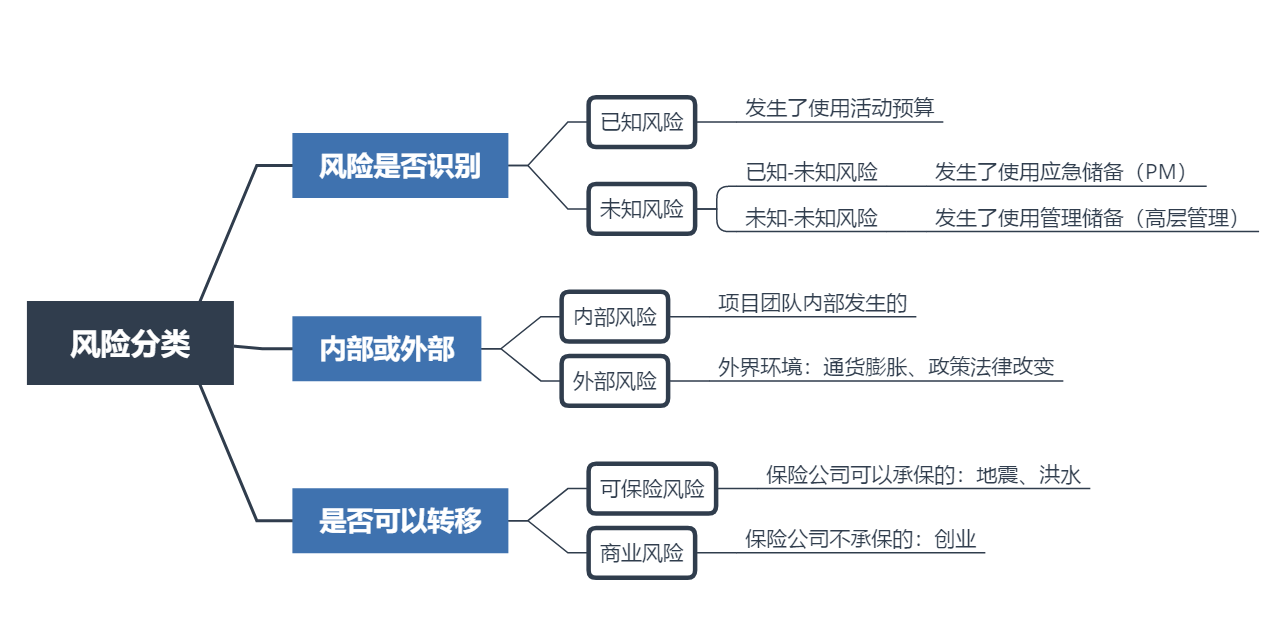 风险分类
风险是否识别
已知风险
发生了使用活动预算
未知风险
已知-未知风险 发生了使用应急储备（PM）
未知-未知风险 发生了使用管理储备（高层管理）
内部或外部
内部风险
项目团队内部发生的
外部风险
外界环境：通货膨胀、政策法律改变
是否可以转移
可保险风险
保险公司可以承保的：地震、洪水
商业风险
保险公司不承保的：创业